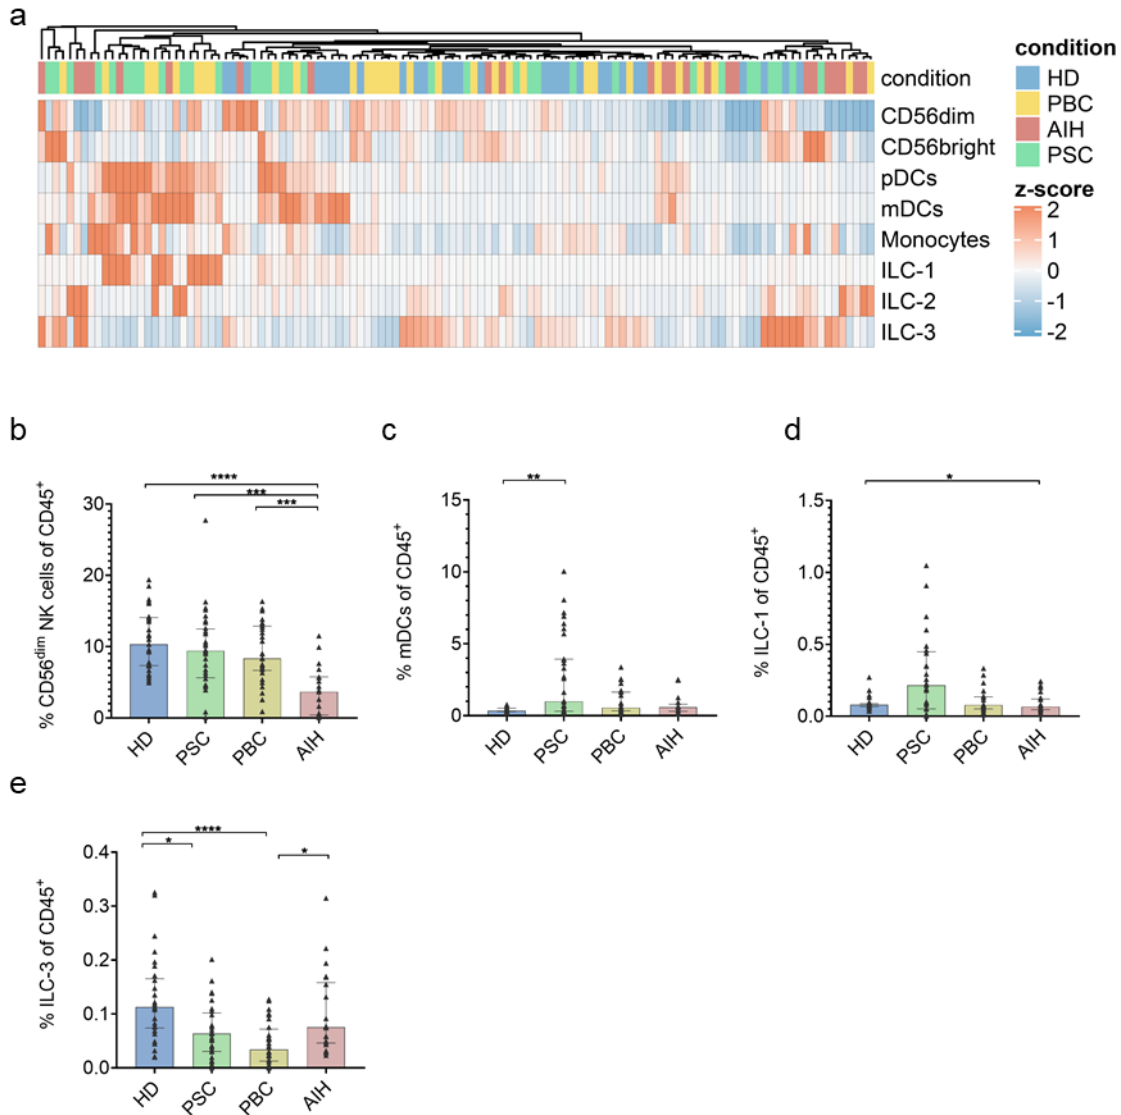 a
condition
condition
HD
PBC
AIH
PSC
z-score
2
1
0
-1
-2
CD56dim
CD56bright
pDCs
mDCs
Monocytes
ILC-1
ILC-2
ILC-3
b
% CD56dim NK cells of CD45+
30
20
10
0
****
***
***
HD
PSC
PBC
AIH
c
% mDCs of CD45+
15
10
5
0
**
HD
PSC
PBC
AIH
d
% ILC-1 of CD45+
1.5
1.0
0.5
0.0
*
HD
PSC
PBC
AIH
e
% ILC-3 of CD45+
0.4
0.3
0.2
0.1
0.0
****
*
*
HD
PSC
PBC
AIH